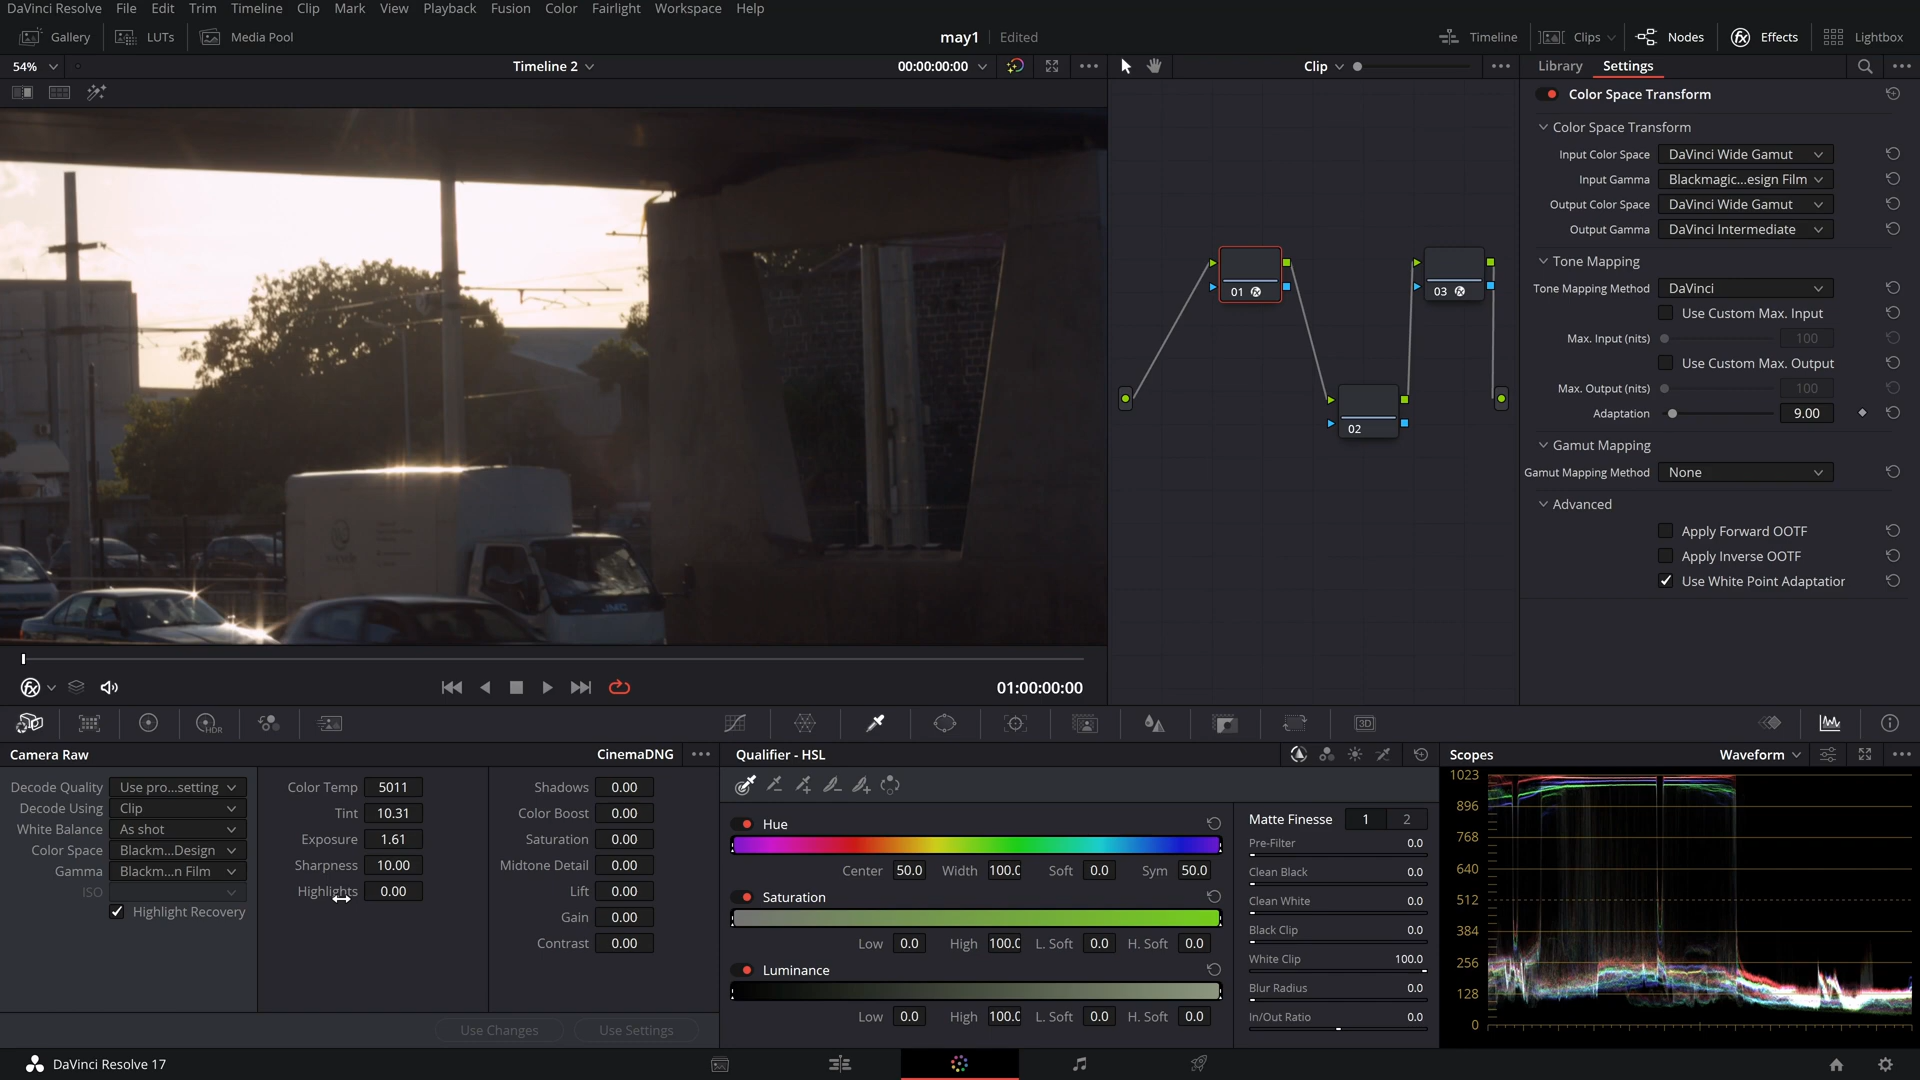 DaVinci Resolve File Edit Trim Timeline Clip Mark View Playback Fusion Color Fairlight Workspace Help
Gallery LUTs Media Pool may1 Edited Timeline Clips Nodes Effects Lightbox
54% Timeline 2 00:00:00:00 Clip Library Settings
Color Space Transform
Color Space Transform
Input Color Space DaVinci Wide Gamut
Input Gamma Blackmagic...esign Film
Output Color Space DaVinci Wide Gamut
Output Gamma DaVinci Intermediate
Tone Mapping
Tone Mapping Method DaVinci
Use Custom Max. Input
Max. Input (nits) 100
Use Custom Max. Output
Max. Output (nits) 100
Adaptation 9.00
Gamut Mapping
Gamut Mapping Method None
Advanced
Apply Forward OOTF
Apply Inverse OOTF
Use White Point Adaptation
01
03
02
01:00:00:00
HDR
3D
Camera Raw CinemaDNG
Decode Quality Use pro...setting
Decode Using Clip
White Balance As shot
Color Space Blackm...Design
Gamma Blackm...n Film
ISO
Highlight Recovery
Color Temp 5011
Tint 10.31
Exposure 1.61
Sharpness 10.00
Highlights 0.00
Shadows 0.00
Color Boost 0.00
Saturation 0.00
Midtone Detail 0.00
Lift 0.00
Gain 0.00
Contrast 0.00
Use Changes Use Settings
Qualifier - HSL
Hue
Center 50.0 Width 100.0 Soft 0.0 Sym 50.0
Saturation
Low 0.0 High 100.0 L. Soft 0.0 H. Soft 0.0
Luminance
Low 0.0 High 100.0 L. Soft 0.0 H. Soft 0.0
Matte Finesse 1 2
Pre-Filter 0.0
Clean Black 0.0
Clean White 0.0
Black Clip 0.0
White Clip 100.0
Blur Radius 0.0
In/Out Ratio 0.0
Scopes Waveform
1023
896
768
640
512
384
256
128
0
DaVinci Resolve 17